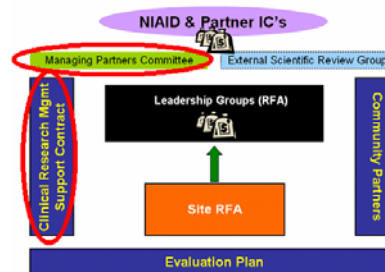 NIAID & Partner IC's
Managing Partners Committee
External Scientific Review Group
Clinical Research Mgmt
Support Contract
Leadership Groups (RFA)
Community
Partners
Site RFA
Evaluation Plan